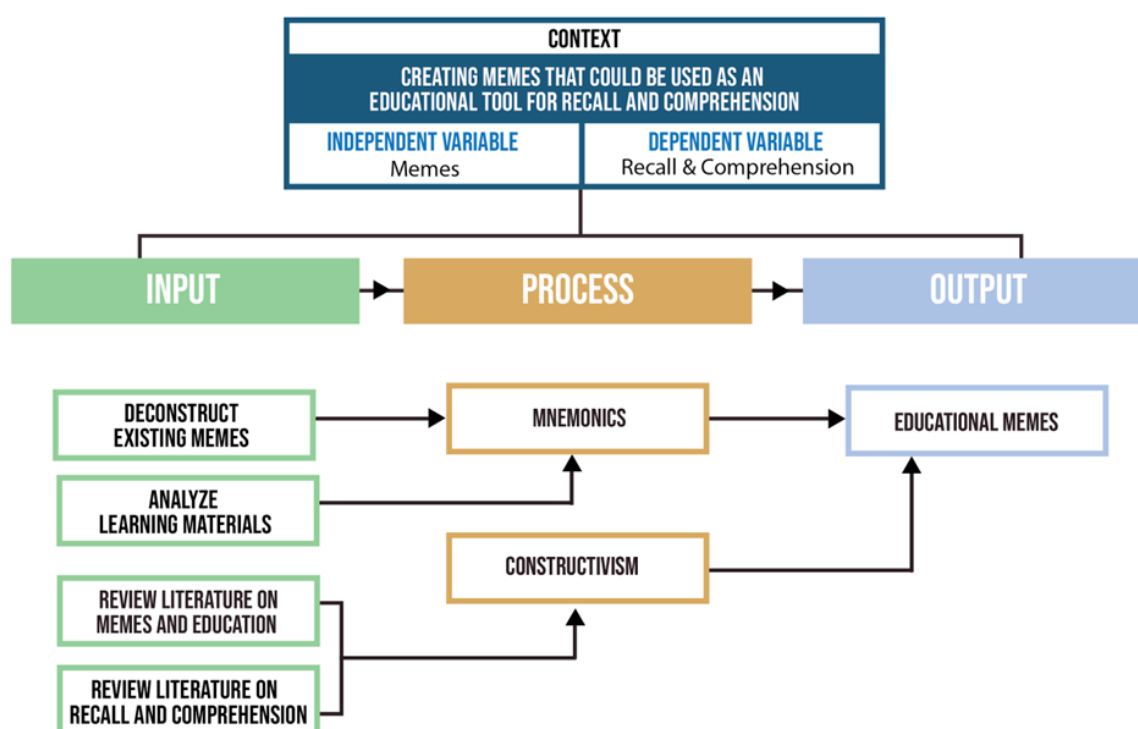 CONTEXT
CREATING MEMES THAT COULD BE USED AS AN
EDUCATIONAL TOOL FOR RECALL AND COMPREHENSION
INDEPENDENT VARIABLE
Memes
DEPENDENT VARIABLE
Recall & Comprehension
INPUT
PROCESS
OUTPUT
DECONSTRUCT
EXISTING MEMES
MNEMONICS
EDUCATIONAL MEMES
ANALYZE
LEARNING MATERIALS
CONSTRUCTIVISM
REVIEW LITERATURE ON
MEMES AND EDUCATION
REVIEW LITERATURE ON
RECALL AND COMPREHENSION